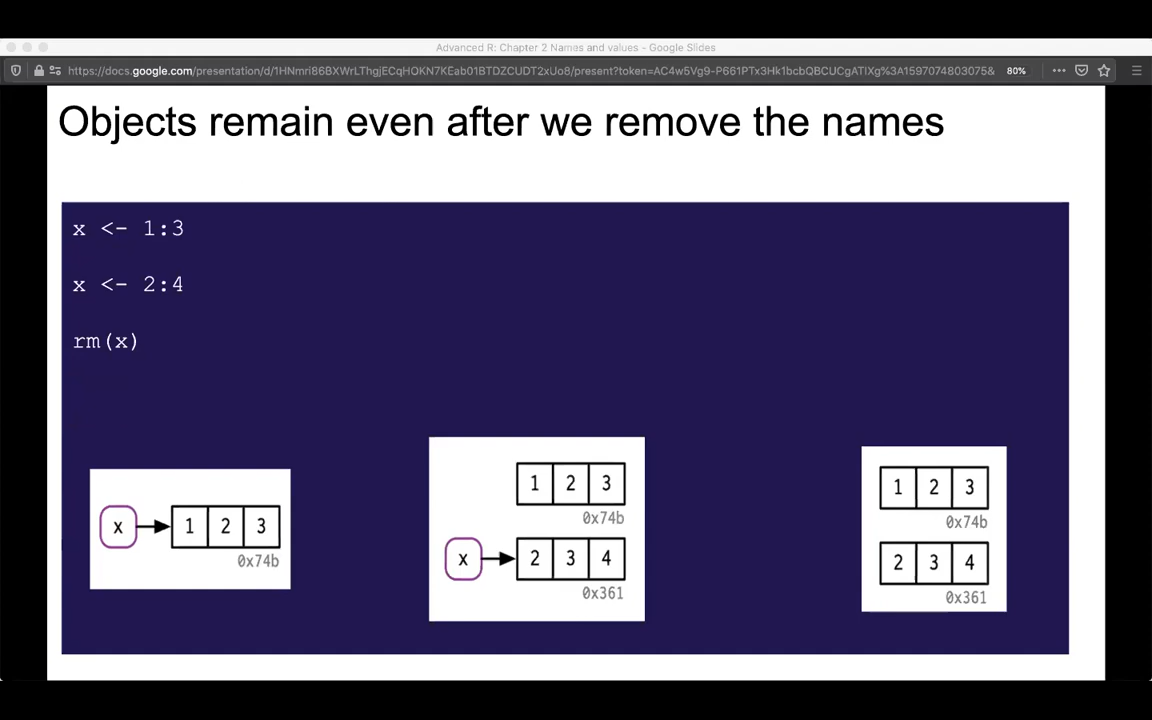 Advanced R: Chapter 2 Names and values - Google Slides
https://docs.google.com/presentation/d/1HNmri86BXWrLThgjECqHOKN7KEab01BTDZCUDT2xUo8/present?token=AC4w5Vg9-P661PTx3Hk1bcbQBCUCgATIXg%3A1597074803075& 80%
Objects remain even after we remove the names
x <- 1:3
x <- 2:4
rm(x)
x 1 2 3
0x74b
1 2 3
0x74b
x 2 3 4
0x361
1 2 3
0x74b
2 3 4
0x361